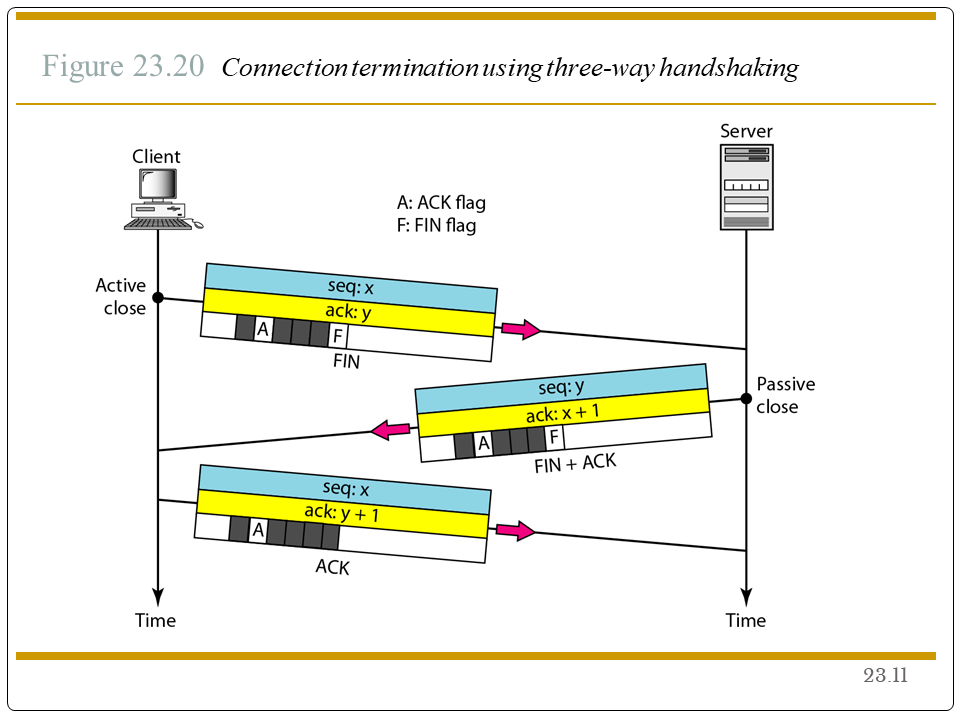 Figure 23.20 Connection termination using three-way handshaking
Server
Client
A: ACK flag
F: FIN flag
Active
close
seq: x
ack: y
A F
FIN
Passive
close
seq: y
ack: x + 1
A F
FIN + ACK
seq: x
ack: y + 1
A
ACK
Time
Time
23.11